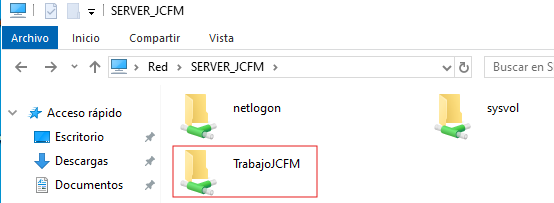 SERVER_JCFM
Archivo Inicio Compartir Vista
Red SERVER_JCFM Buscar en S
Acceso rápido
Escritorio
Descargas
Documentos
netlogon sysvol
TrabajoJCFM